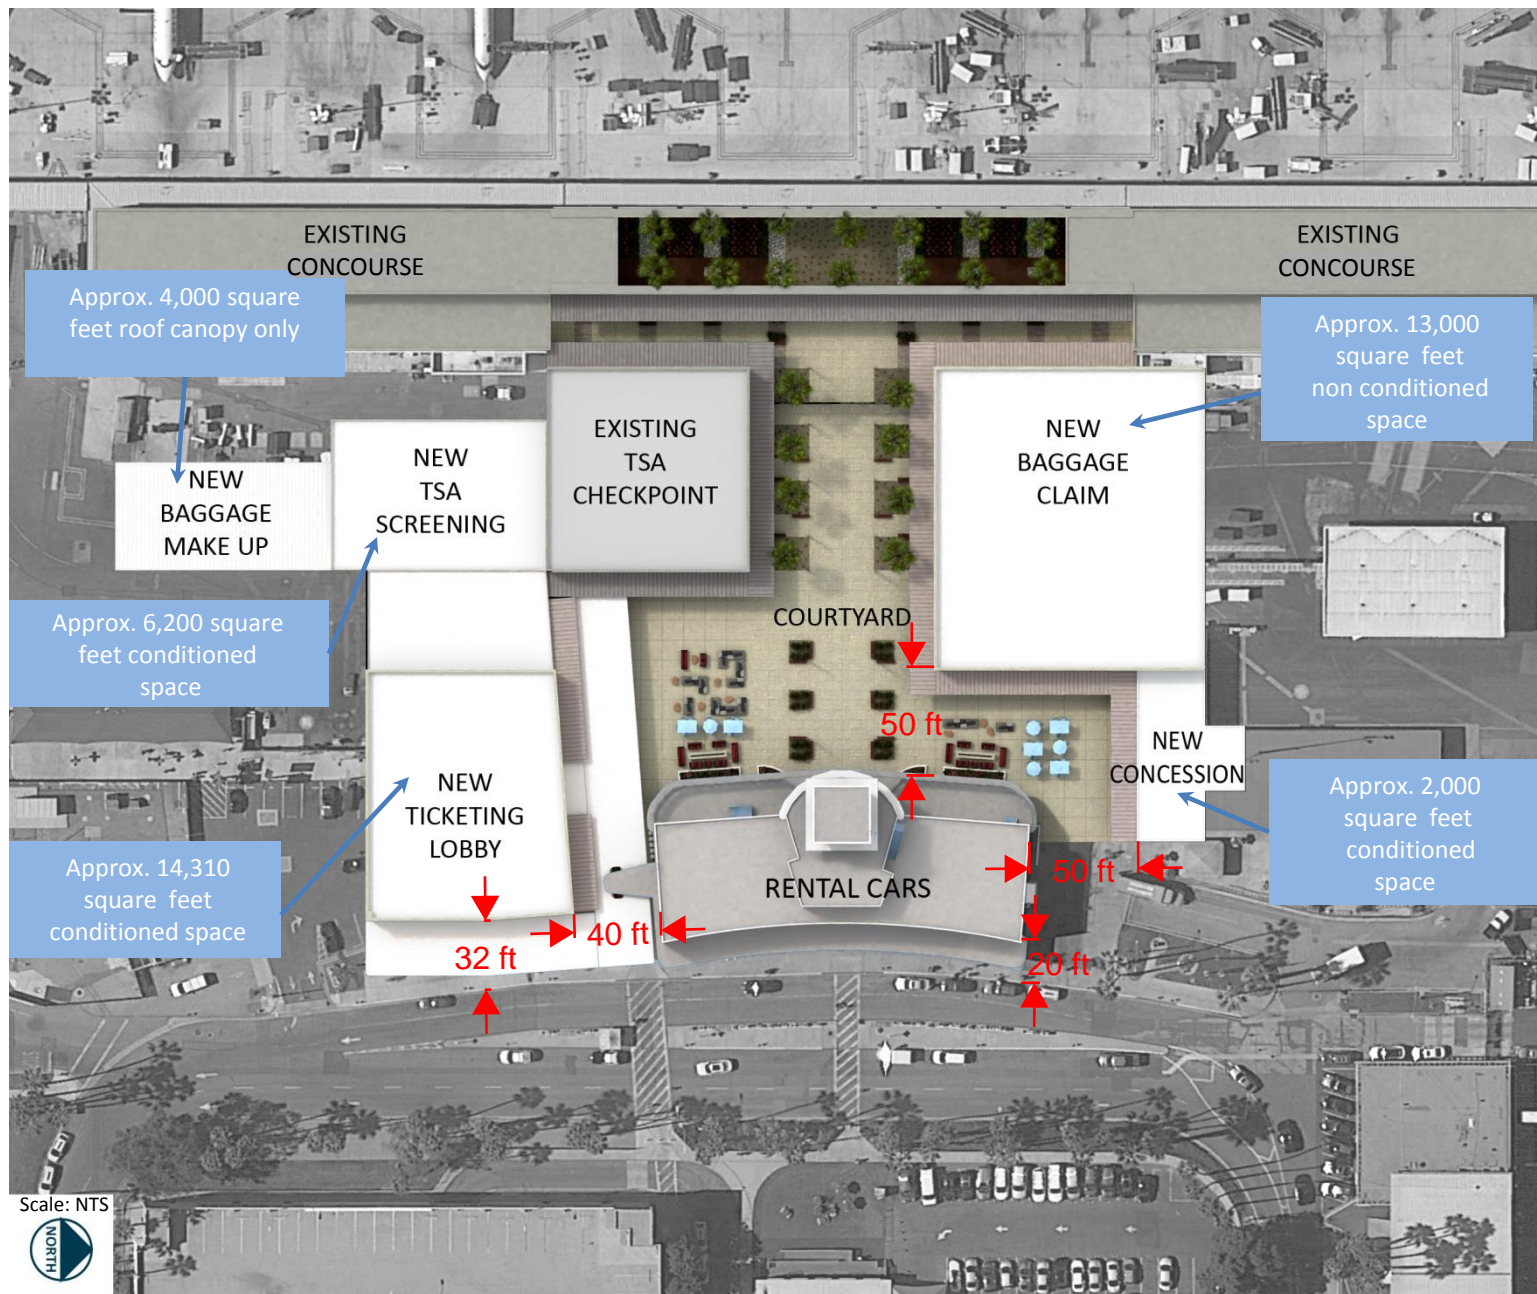 EXISTING
CONCOURSE
EXISTING
CONCOURSE
Approx. 4,000 square
feet roof canopy only
Approx. 13,000
square feet
non conditioned
space
EXISTING
TSA
CHECKPOINT
NEW
BAGGAGE
CLAIM
NEW
TSA
SCREENING
NEW
BAGGAGE
MAKE UP
Approx. 6,200 square
feet conditioned
space
COURTYARD
50 ft
NEW
CONCESSION
NEW
TICKETING
LOBBY
Approx. 2,000
square feet
conditioned
space
Approx. 14,310
square feet
conditioned space
RENTAL CARS
50 ft
40 ft
32 ft
20 ft
Scale: NTS
NORTH